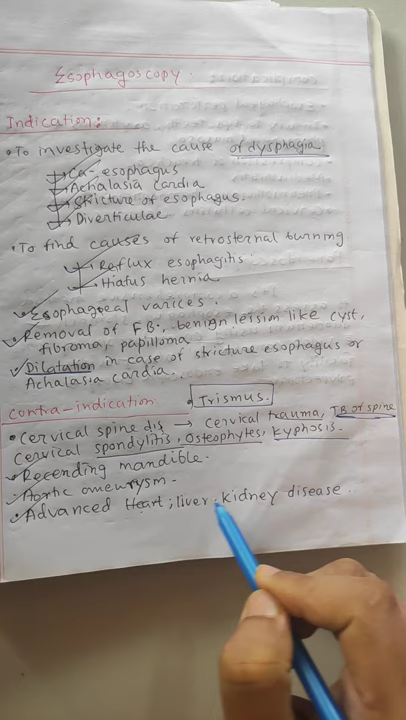 Esophagoscopy.
Indication:
• To investigate the cause of dysphagia:
Ca- esophagus
Achalasia cardia
Stricture of esophagus.
Diverticulae
• To find causes of retrosternal burning
Reflux esophagitis.
Hiatus hernia
Esophageal varices.
Removal of F.B., benign lession like cyst,
fibroma, papilloma
Dilatation in case of stricture esophagus or
Achalasia cardia.
Contra-indication • Trismus.
• Cervical spine dis → cervical trauma, TB of spine
Cervical spondylitis, Osteophytes, Kyphosis.
Receding mandible.
Aortic aneurysm.
Advanced Heart; liver; kidney disease.